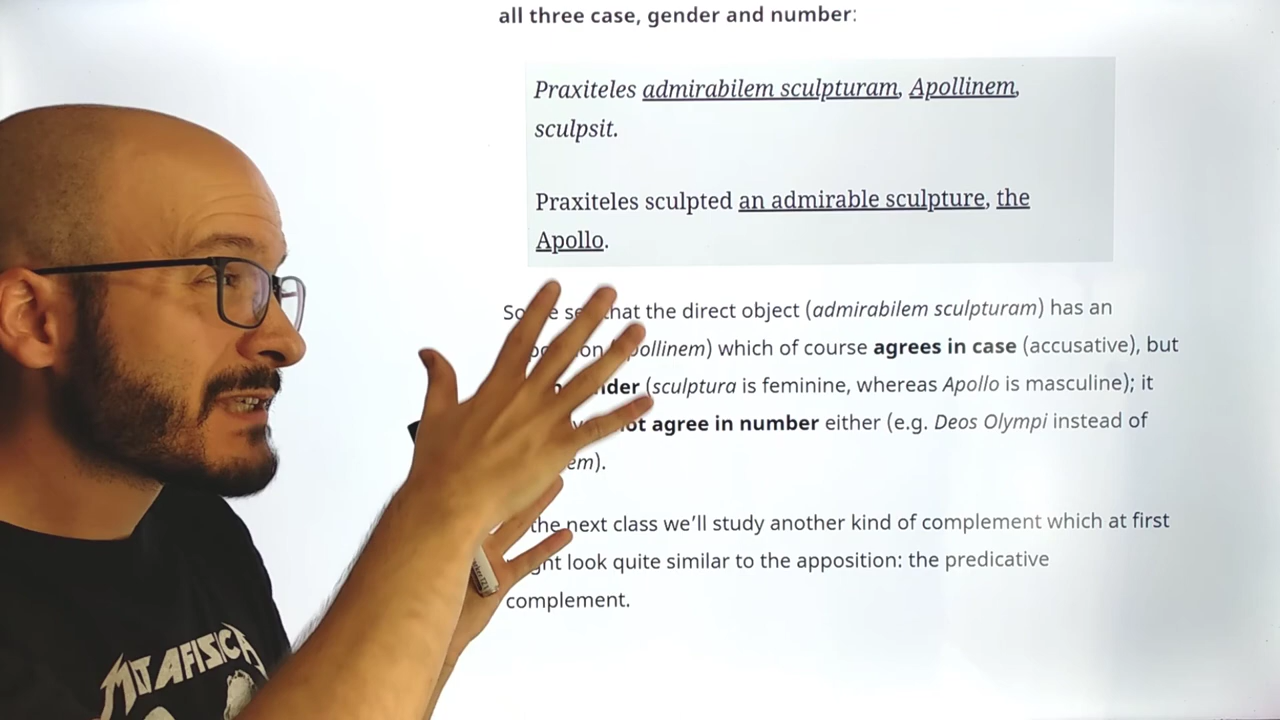 all three case, gender and number:
Praxiteles admirabilem sculpturam, Apollinem,
sculpsit.
Praxiteles sculpted an admirable sculpture, the
Apollo.
that the direct object (admirabilem sculpturam) has an
which of course agrees in case (accusative), but
(sculptura is feminine, whereas Apollo is masculine); it
not agree in number either (e.g. Deos Olympi instead of
the next class we’ll study another kind of complement which at first
look quite similar to the apposition: the predicative
complement.
METAFISICA